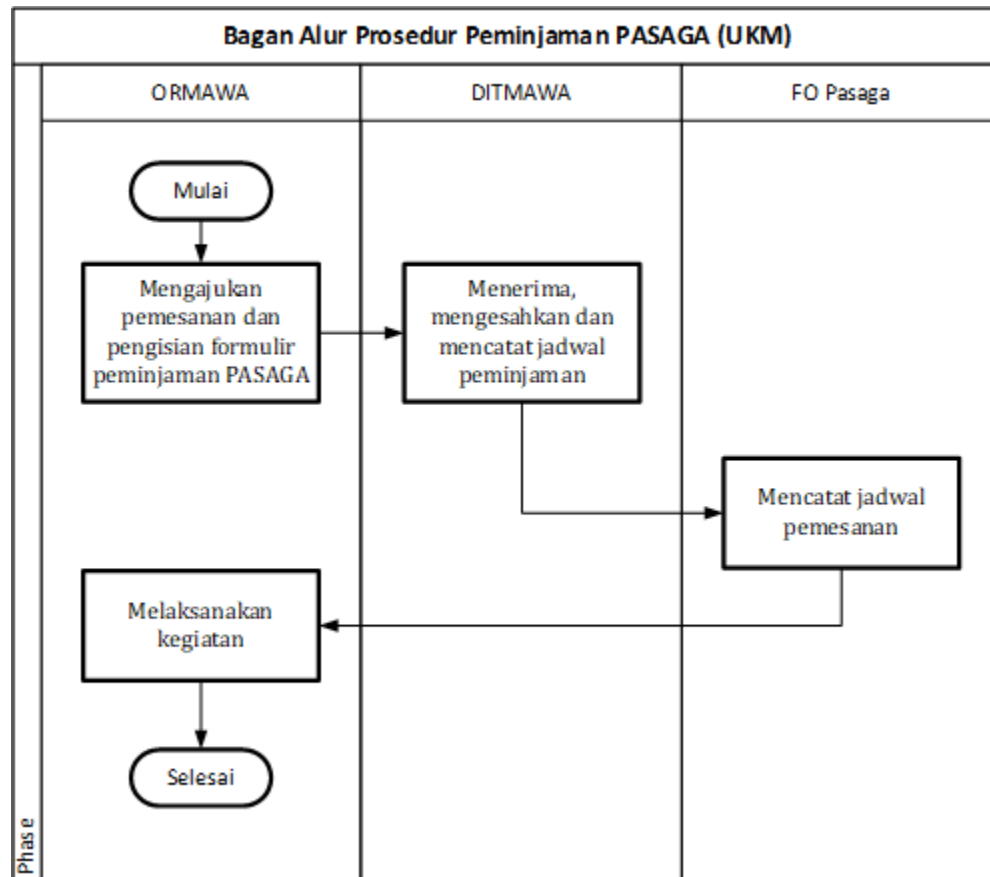 Bagan Alur Prosedur Peminjaman PASAGA (UKM)
ORMAWA
DITMAWA
FO Pasaga
Mulai
Mengajukan
pemesanan dan
pengisian formulir
peminjaman PASAGA
Menerima,
mengesahkan dan
mencatat jadwal
peminjaman
Mencatat jadwal
pemesanan
Melaksanakan
kegiatan
Selesai
Phase